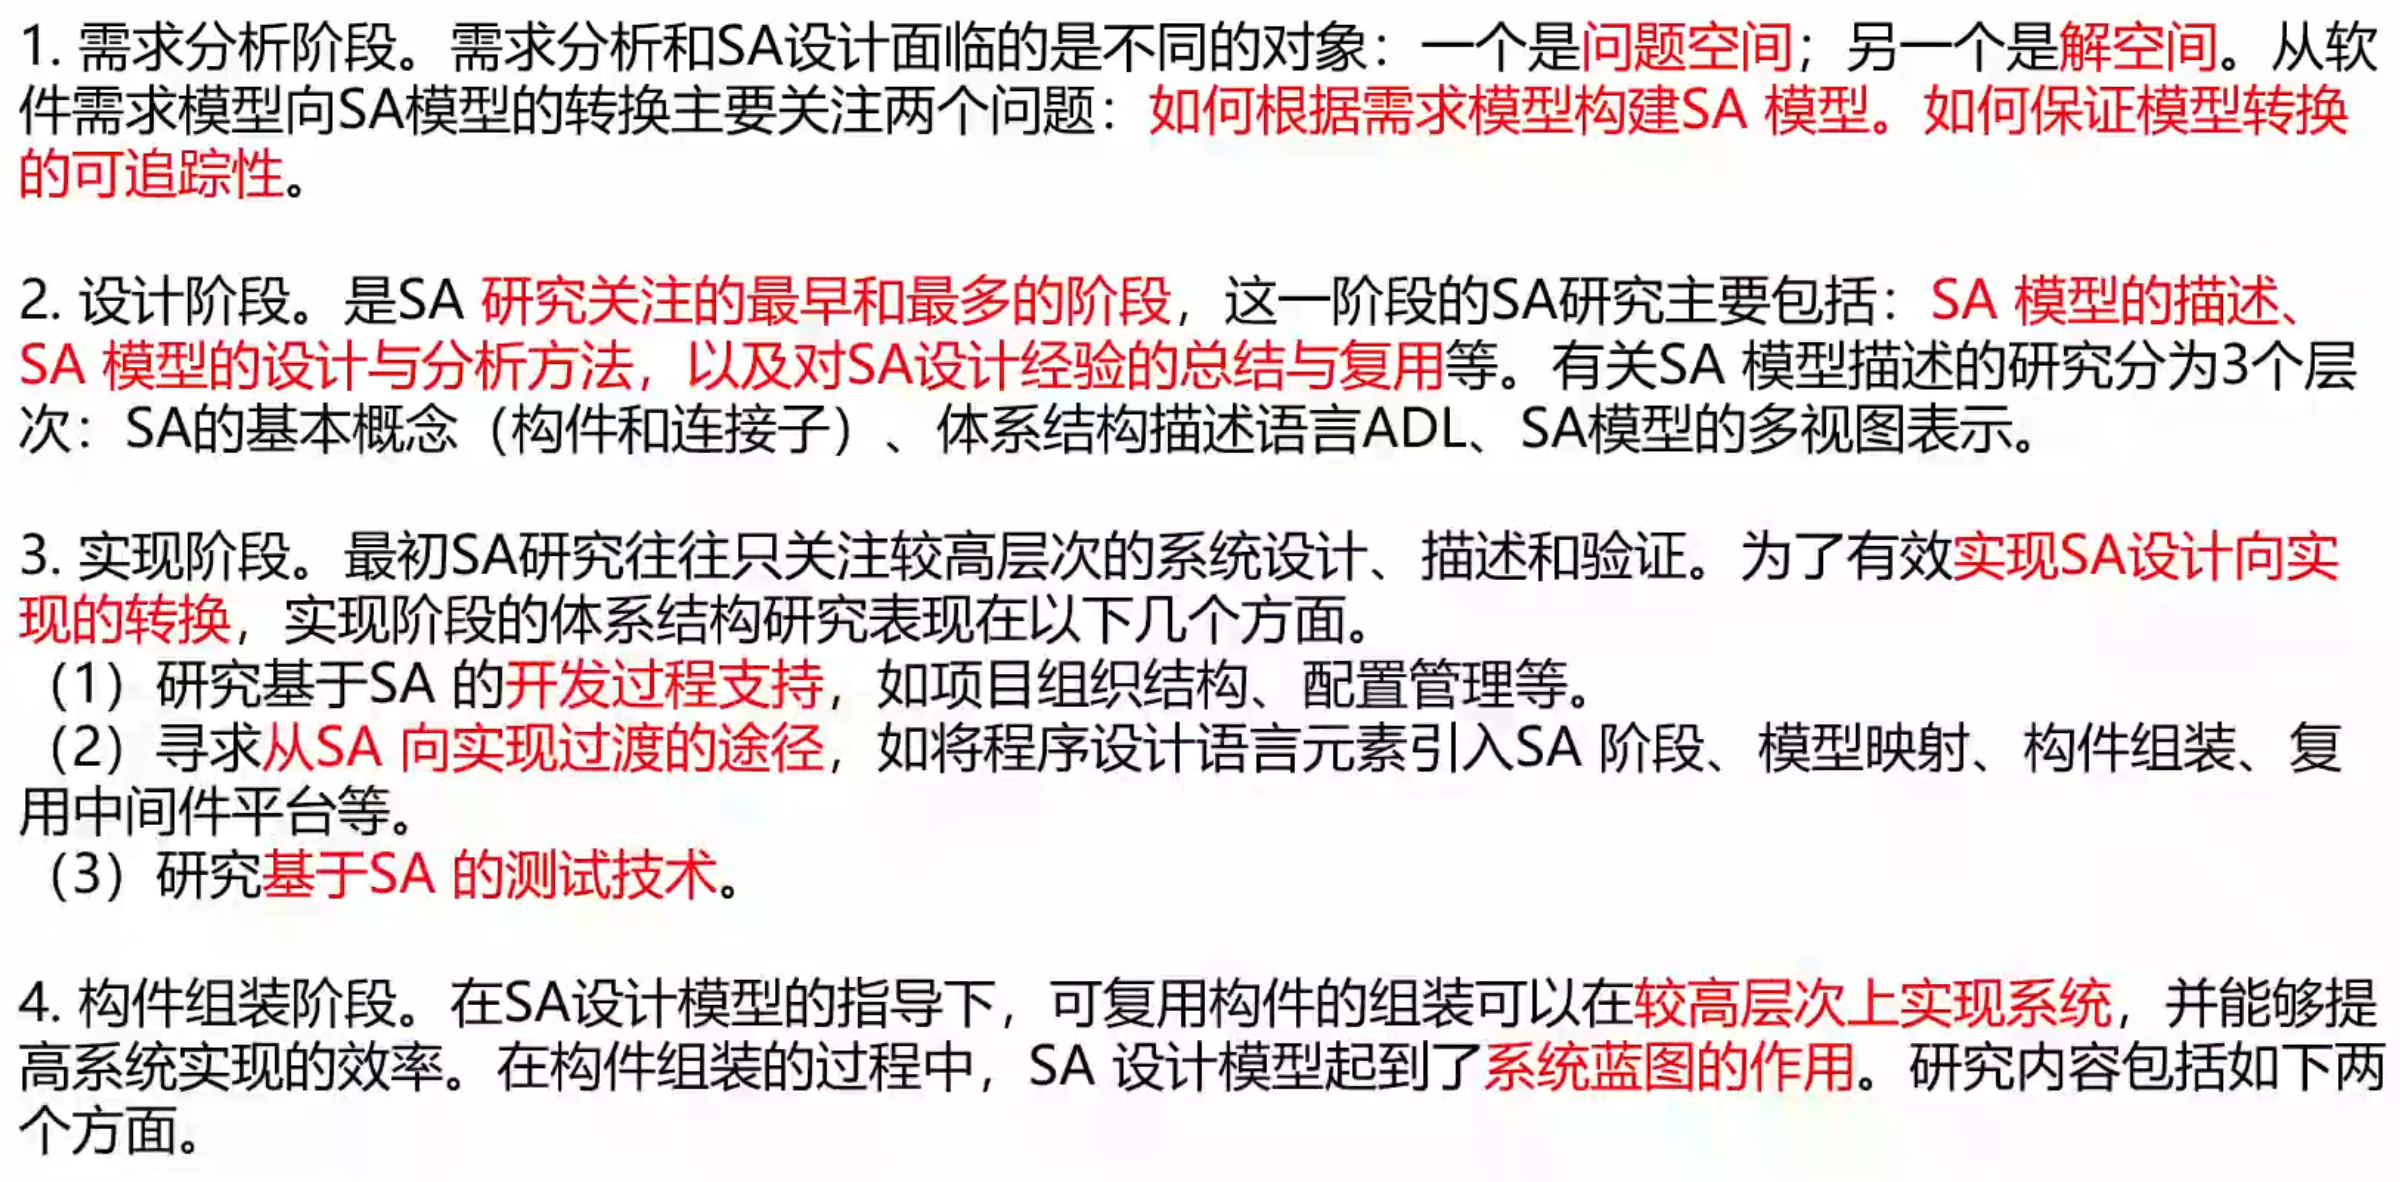 1. 需求分析阶段。需求分析和SA设计面临的是不同的对象：一个是问题空间；另一个是解空间。从软
件需求模型向SA模型的转换主要关注两个问题：如何根据需求模型构建SA 模型。如何保证模型转换
的可追踪性。
2. 设计阶段。是SA 研究关注的最早和最多的阶段，这一阶段的SA研究主要包括：SA 模型的描述、
SA 模型的设计与分析方法，以及对SA设计经验的总结与复用等。有关SA 模型描述的研究分为3个层
次：SA的基本概念（构件和连接子）、体系结构描述语言ADL、SA模型的多视图表示。
3. 实现阶段。最初SA研究往往只关注较高层次的系统设计、描述和验证。为了有效实现SA设计向实
现的转换，实现阶段的体系结构研究表现在以下几个方面。
（1）研究基于SA 的开发过程支持，如项目组织结构、配置管理等。
（2）寻求从SA 向实现过渡的途径，如将程序设计语言元素引入SA 阶段、模型映射、构件组装、复
用中间件平台等。
（3）研究基于SA 的测试技术。
4. 构件组装阶段。在SA设计模型的指导下，可复用构件的组装可以在较高层次上实现系统，并能够提
高系统实现的效率。在构件组装的过程中，SA 设计模型起到了系统蓝图的作用。研究内容包括如下两
个方面。